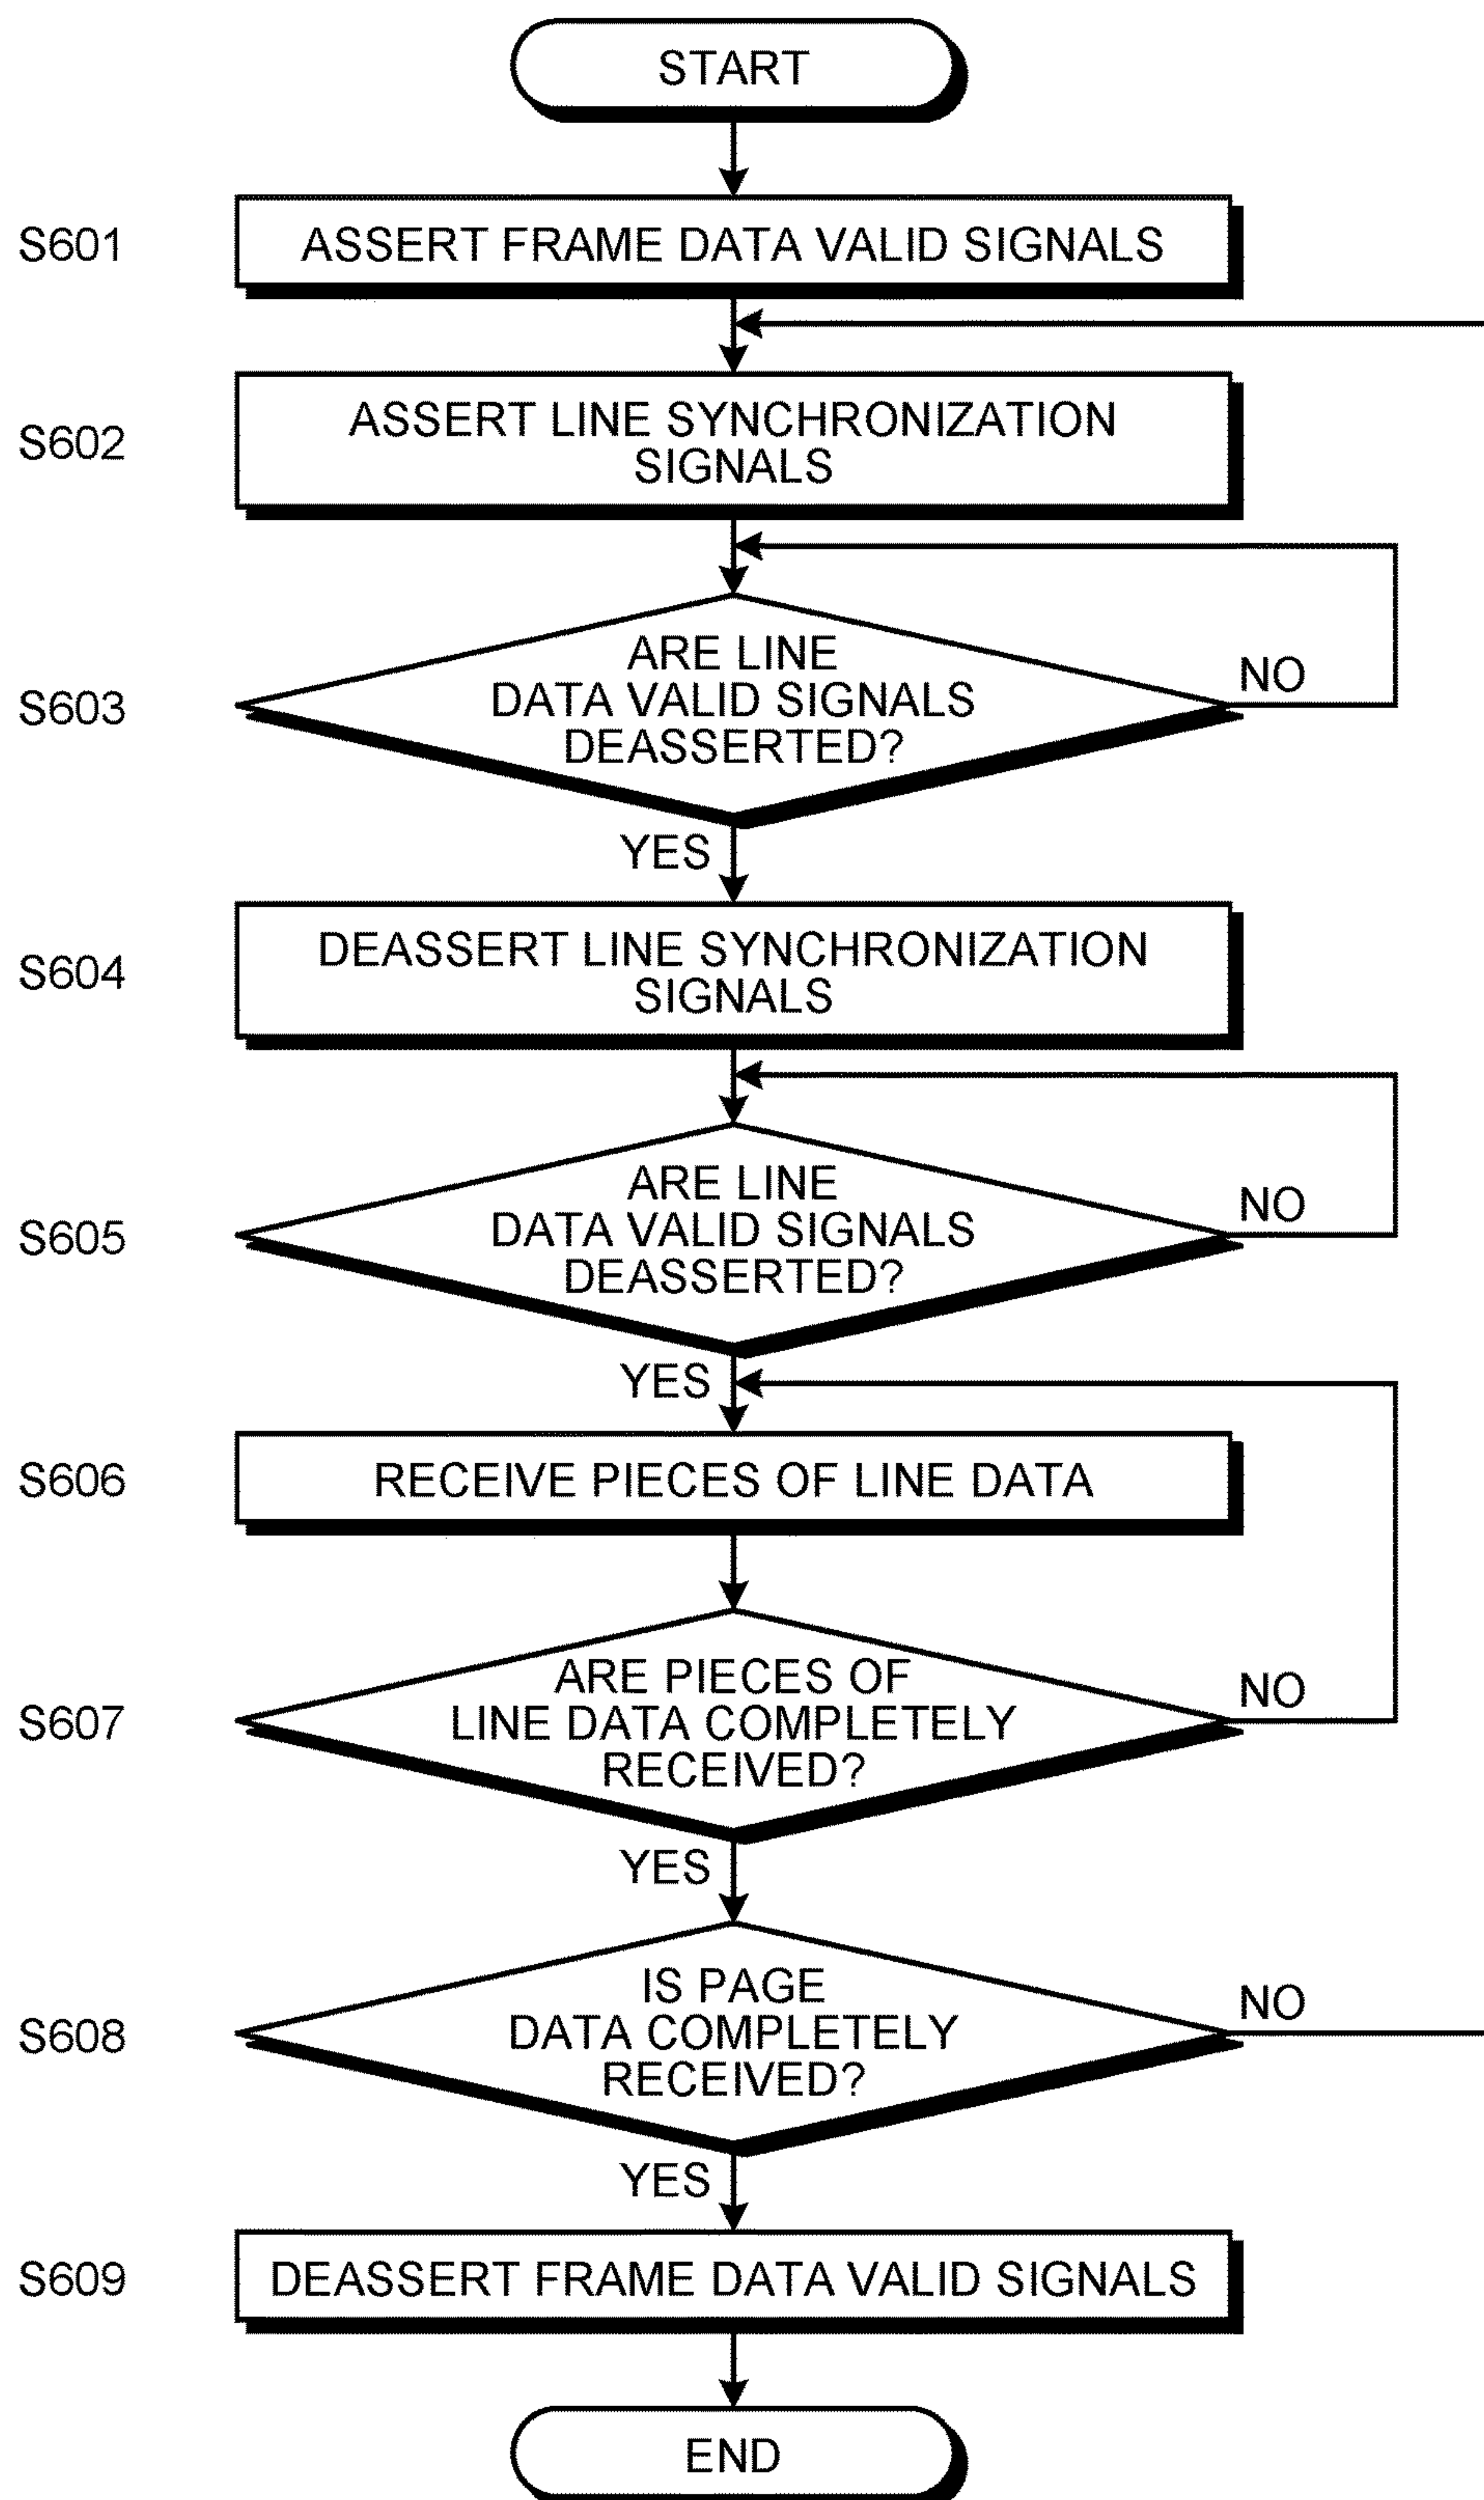 START
S601
ASSERT FRAME DATA VALID SIGNALS
S602
ASSERT LINE SYNCHRONIZATION
SIGNALS
S603
ARE LINE
DATA VALID SIGNALS
DEASSERTED?
NO
YES
S604
DEASSERT LINE SYNCHRONIZATION
SIGNALS
S605
ARE LINE
DATA VALID SIGNALS
DEASSERTED?
NO
YES
S606
RECEIVE PIECES OF LINE DATA
S607
ARE PIECES OF
LINE DATA COMPLETELY
RECEIVED?
NO
YES
S608
IS PAGE
DATA COMPLETELY
RECEIVED?
NO
YES
S609
DEASSERT FRAME DATA VALID SIGNALS
END